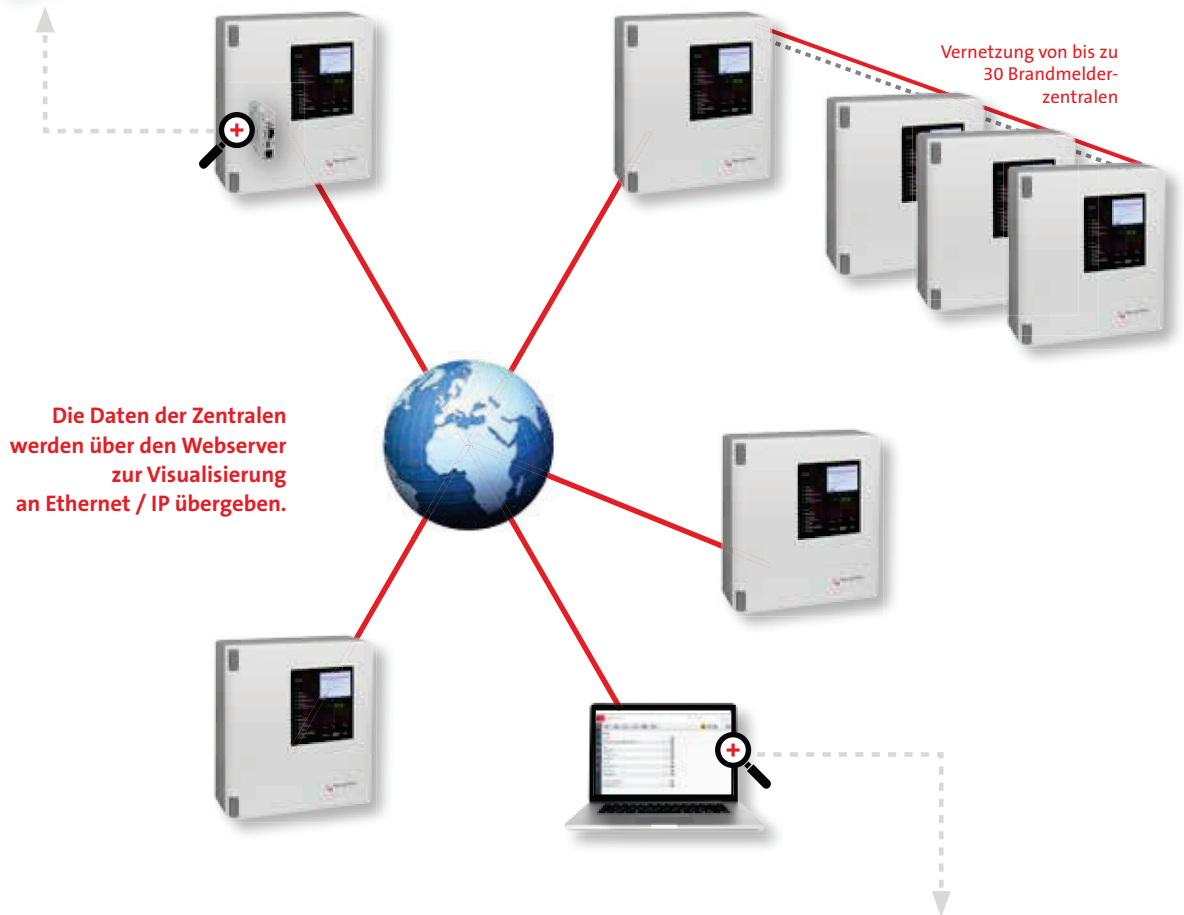 Vernetzung von bis zu
30 Brandmelder-
zentralen
Die Daten der Zentralen
werden über den Webserver
zur Visualisierung
an Ethernet / IP übergeben.